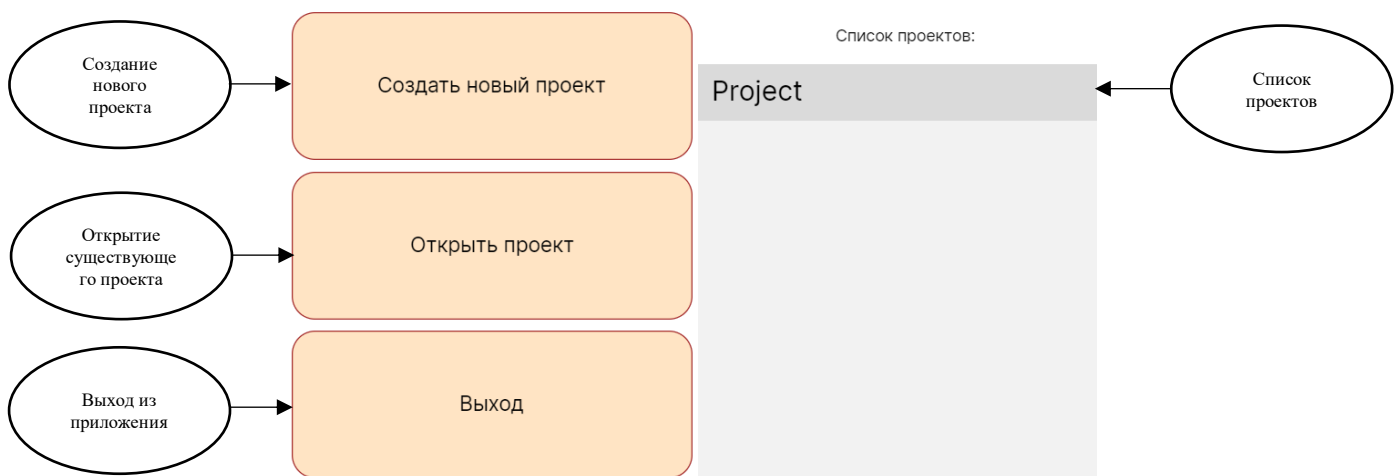 Создание
нового
проекта
Создать новый проект
Список проектов:
Project
Список
проектов
Открытие
существующе
го проекта
Открыть проект
Выход из
приложения
Выход